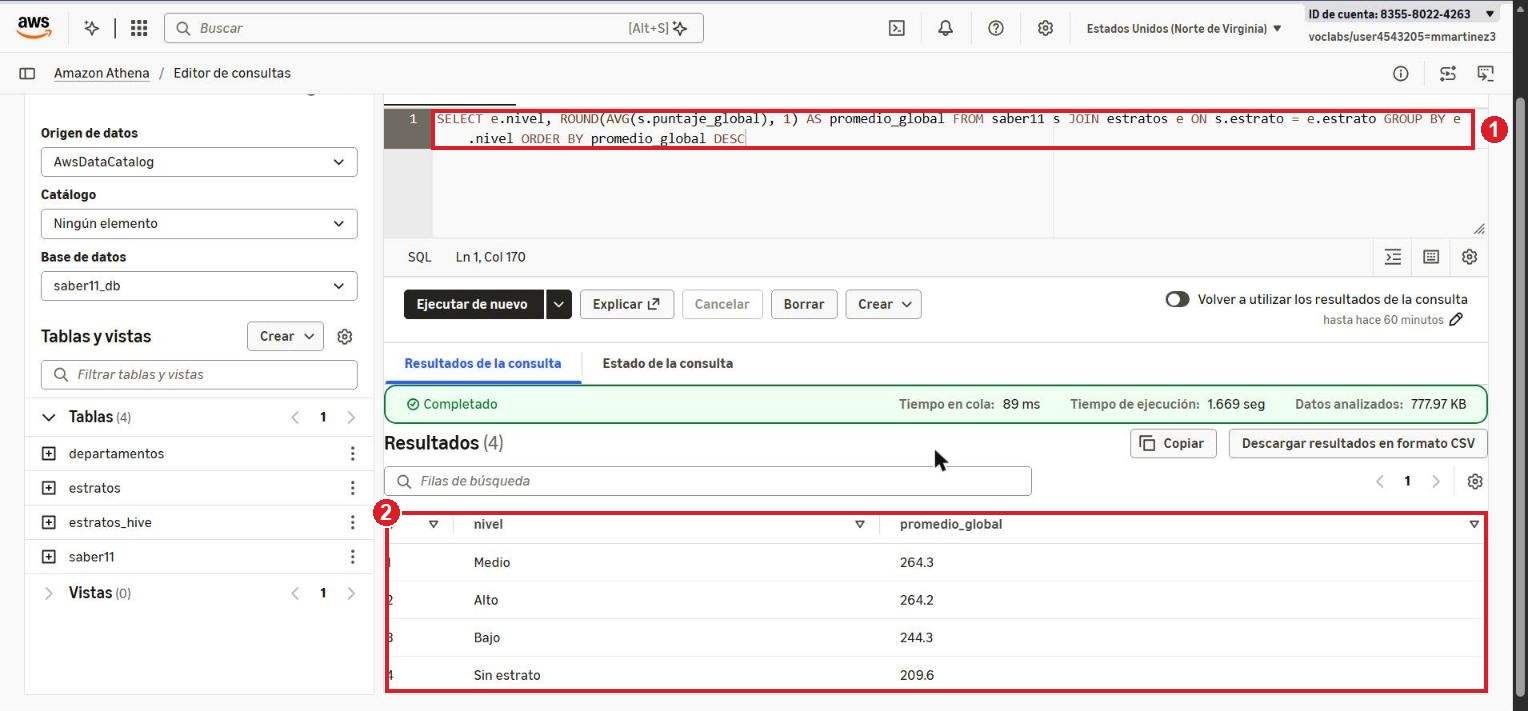 aws
Buscar
[Alt+S]
Estados Unidos (Norte de Virginia)
ID de cuenta: 8355-8022-4263
voclabs/user4543205=mmartinez3
Amazon Athena / Editor de consultas
Origen de datos
AwsDataCatalog
Catálogo
Ningún elemento
Base de datos
saber11_db
Tablas y vistas
Crear
Filtrar tablas y vistas
Tablas (4)
1
departamentos
estratos
estratos_hive
saber11
Vistas (0)
1
1 SELECT e.nivel, ROUND(AVG(s.puntaje_global), 1) AS promedio_global FROM saber11 s JOIN estratos e ON s.estrato = e.estrato GROUP BY e
.nivel ORDER BY promedio_global DESC
1
SQL Ln 1, Col 170
Ejecutar de nuevo
Explicar
Cancelar
Borrar
Crear
Volver a utilizar los resultados de la consulta
hasta hace 60 minutos
Resultados de la consulta
Estado de la consulta
Completado
Tiempo en cola: 89 ms
Tiempo de ejecución: 1.669 seg
Datos analizados: 777.97 KB
Resultados (4)
Copiar
Descargar resultados en formato CSV
Filas de búsqueda
1
2
nivel promedio_global
1 Medio 264.3
2 Alto 264.2
3 Bajo 244.3
4 Sin estrato 209.6